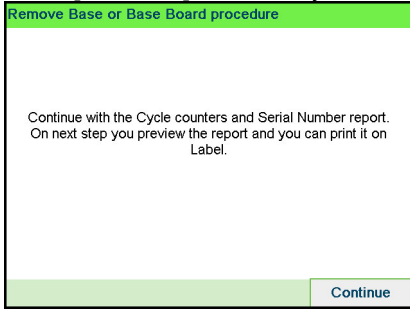 Remove Base or Base Board procedure
Continue with the Cycle counters and Serial Number report.
On next step you preview the report and you can print it on
Label.
Continue